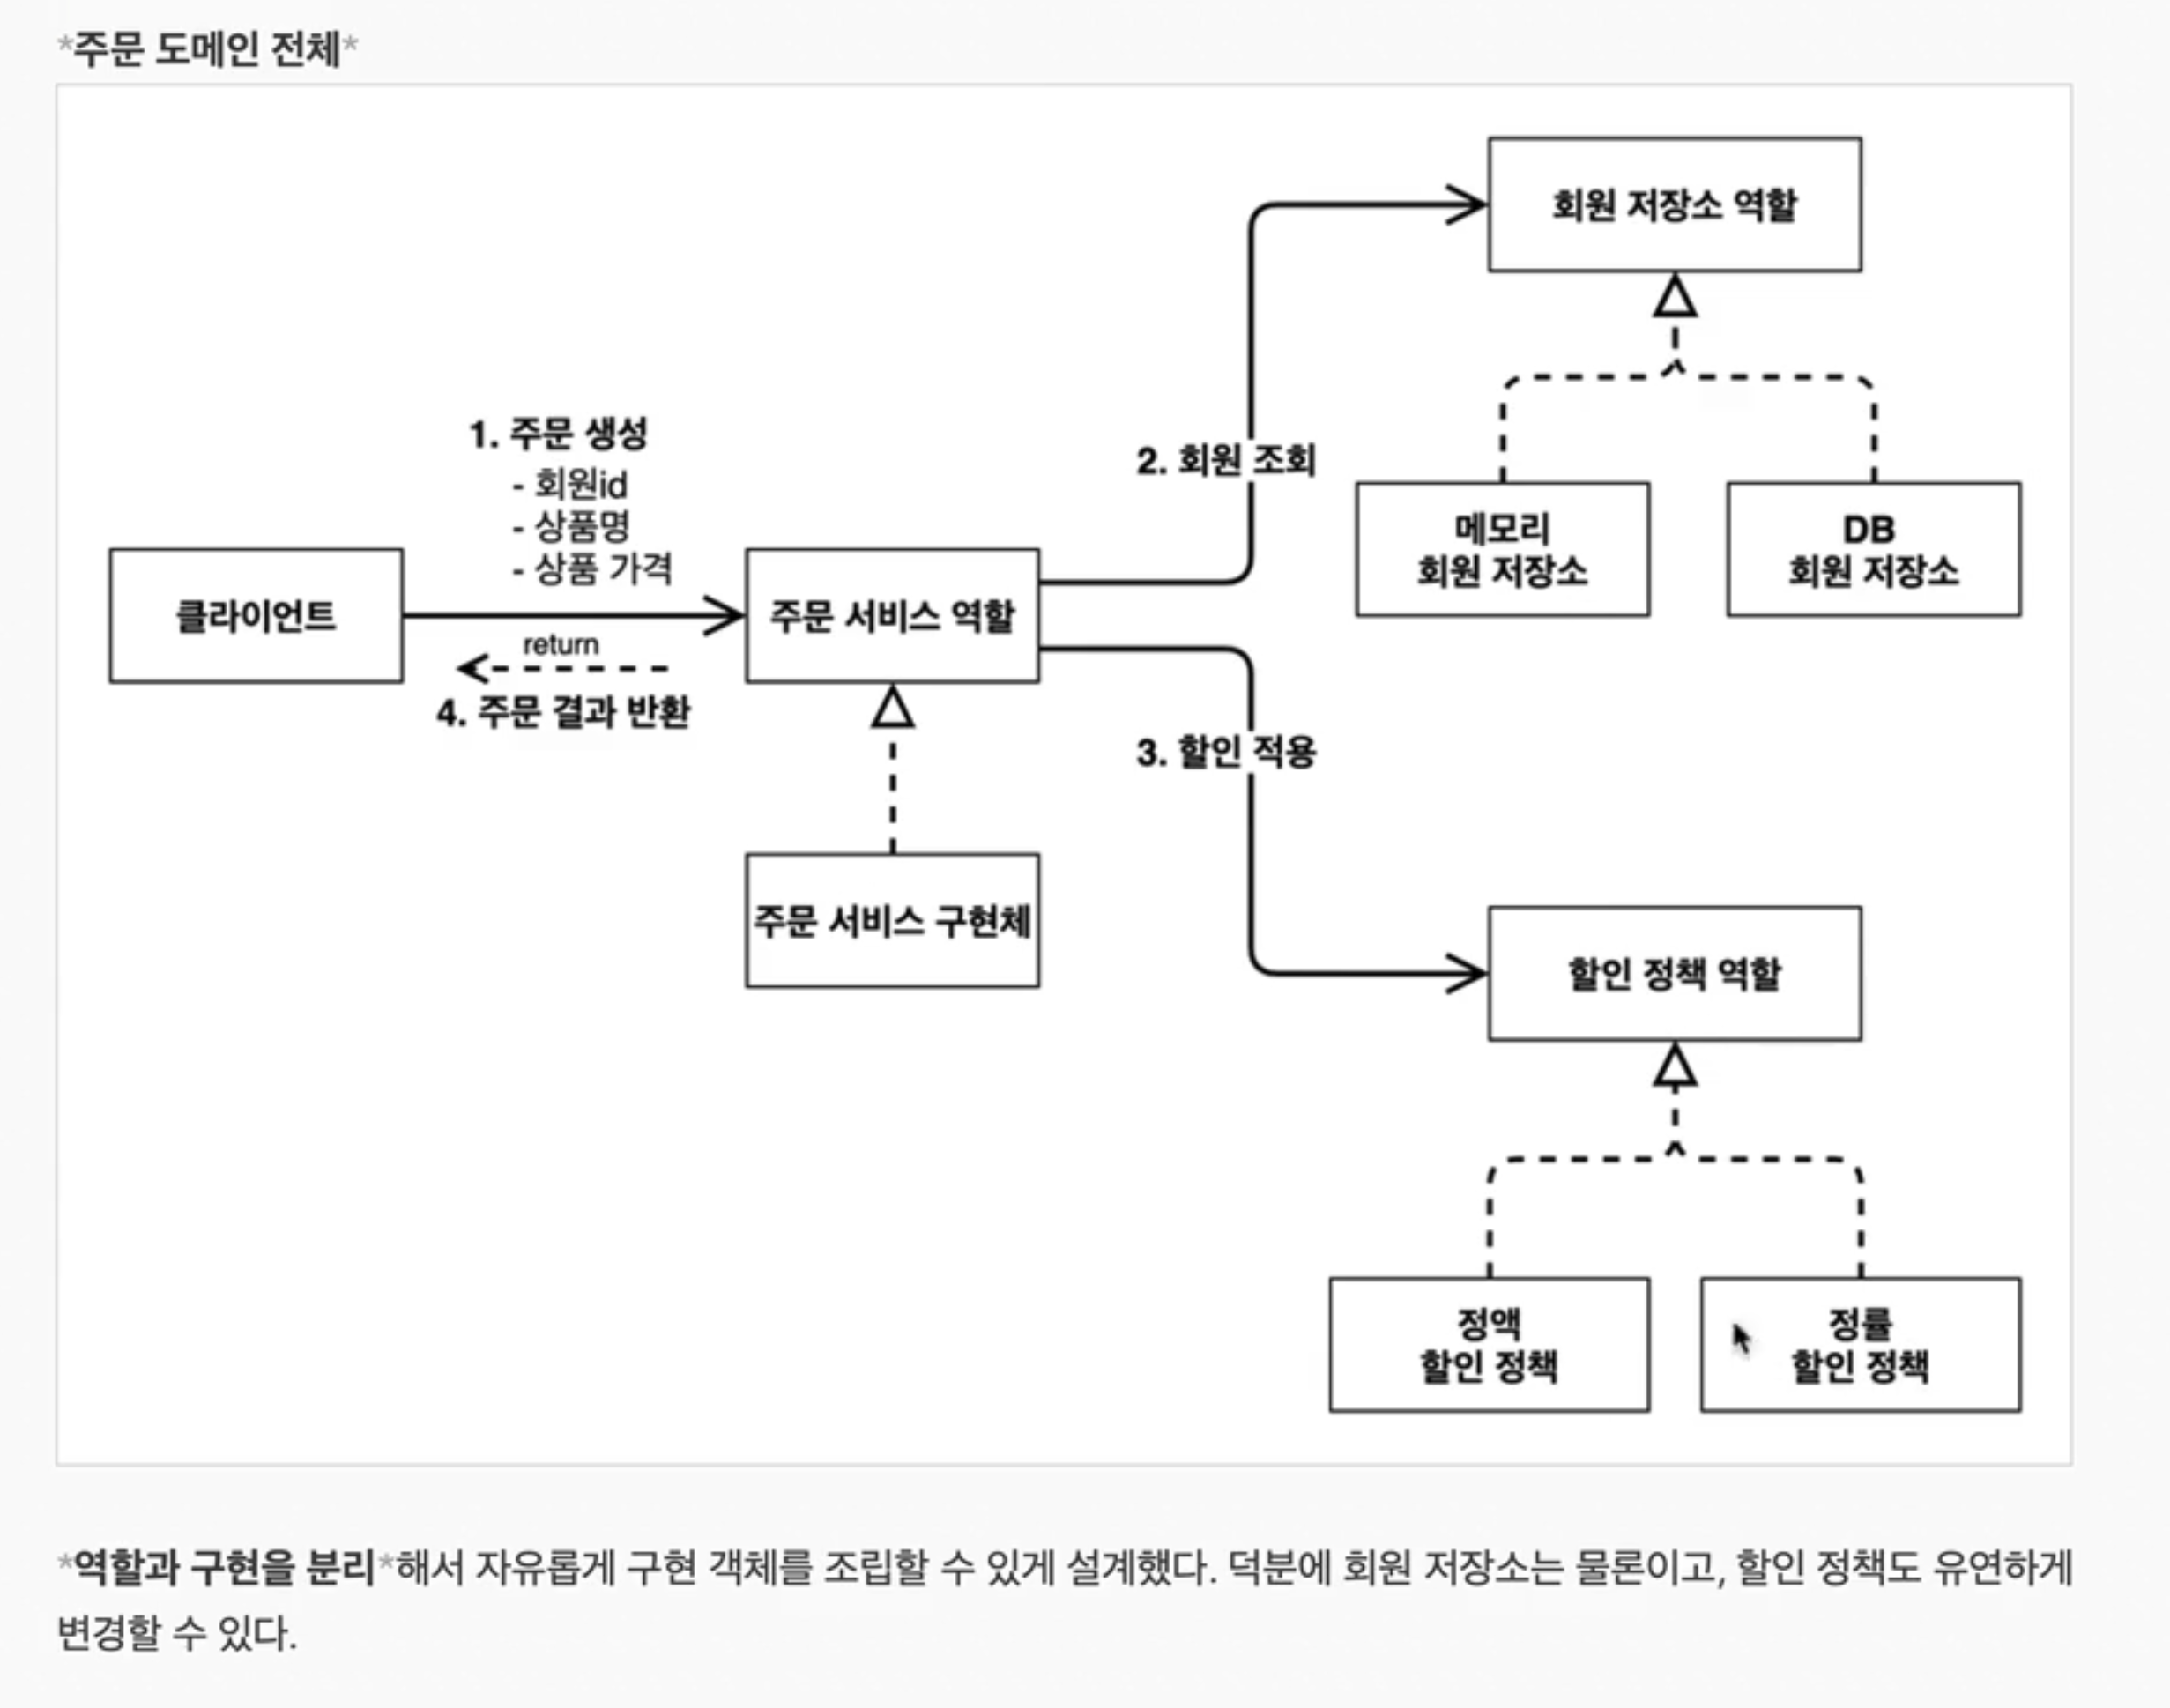 *주문 도메인 전체*
회원 저장소 역할
1. 주문 생성
- 회원id
- 상품명
- 상품 가격
2. 회원 조회
메모리
회원 저장소
DB
회원 저장소
클라이언트
return
주문 서비스 역할
4. 주문 결과 반환
3. 할인 적용
주문 서비스 구현체
할인 정책 역할
정액
할인 정책
정률
할인 정책
*역할과 구현을 분리*해서 자유롭게 구현 객체를 조립할 수 있게 설계했다. 덕분에 회원 저장소는 물론이고, 할인 정책도 유연하게
변경할 수 있다.